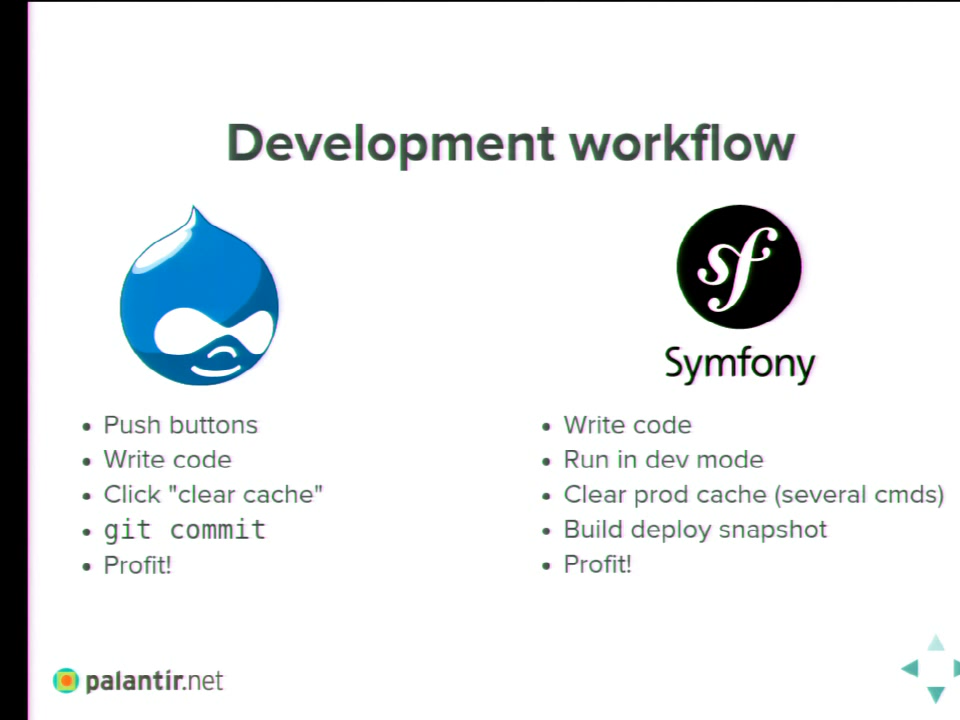 Development workflow
sf
Symfony
Push buttons
Write code
Click "clear cache"
git commit
Profit!
Write code
Run in dev mode
Clear prod cache (several cmds)
Build deploy snapshot
Profit!
palantir.net